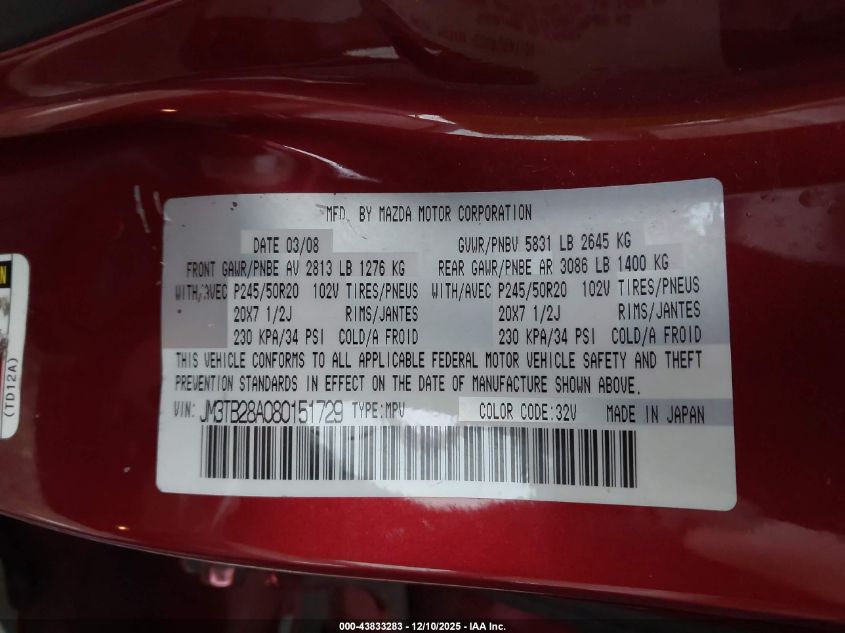 MFD. BY MAZDA MOTOR CORPORATION
DATE 03/08 GVWR/PNBV 5831 LB 2645 KG
FRONT GAWR/PNBE AV 2813 LB 1276 KG REAR GAWR/PNBE AR 3086 LB 1400 KG
WITH/AVEC P245/50R20 102V TIRES/PNEUS WITH/AVEC P245/50R20 102V TIRES/PNEUS
20X7 1/2J RIMS/JANTES 20X7 1/2J RIMS/JANTES
230 KPA/34 PSI COLD/A FROID 230 KPA/34 PSI COLD/A FROID
THIS VEHICLE CONFORMS TO ALL APPLICABLE FEDERAL MOTOR VEHICLE SAFETY AND THEFT
PREVENTION STANDARDS IN EFFECT ON THE DATE OF MANUFACTURE SHOWN ABOVE.
VIN: JM3TB28A080151729 TYPE:MPV COLOR CODE:32V MADE IN JAPAN
(TD12A)
000-43833283 - 12/10/2025 - IAA Inc.